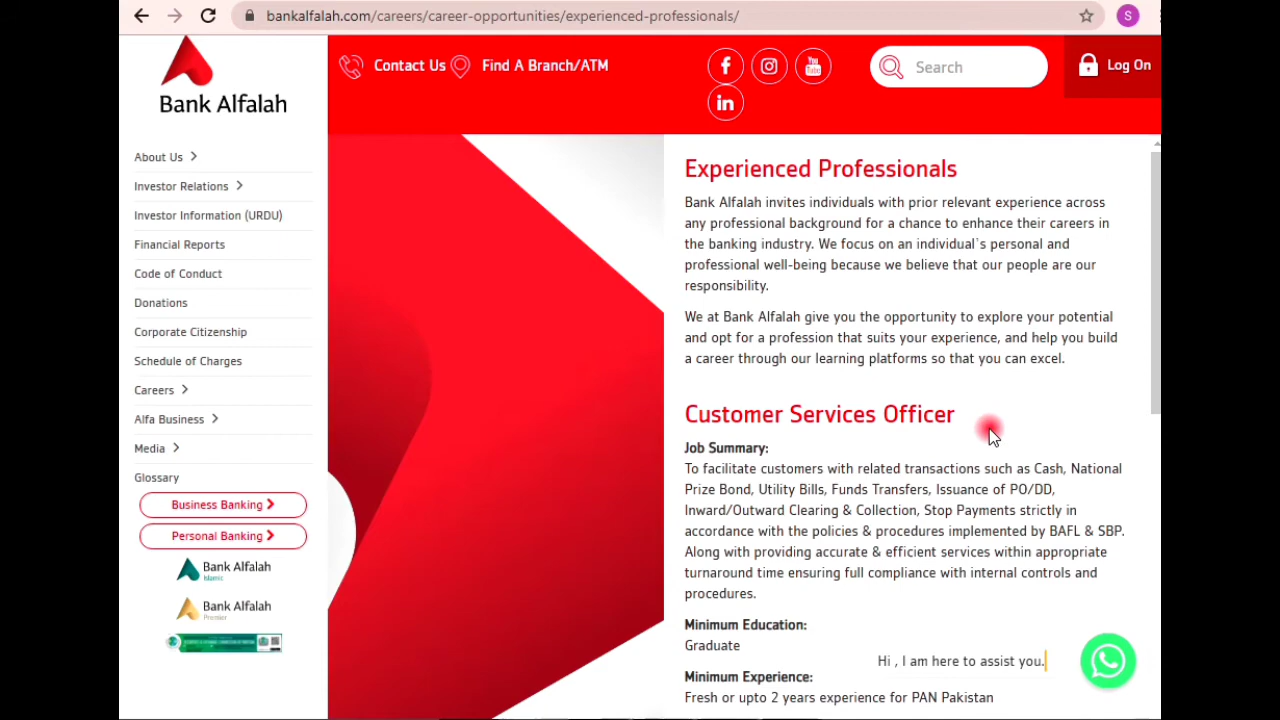 bankalfalah.com/careers/career-opportunities/experienced-professionals/
S
Bank Alfalah
Contact Us
Find A Branch/ATM
f
You Tube
in
Search
Log On
About Us
Investor Relations
Investor Information (URDU)
Financial Reports
Code of Conduct
Donations
Corporate Citizenship
Schedule of Charges
Careers
Alfa Business
Media
Glossary
Business Banking
Personal Banking
Bank Alfalah
Islamic
Bank Alfalah
Premier
Experienced Professionals
Bank Alfalah invites individuals with prior relevant experience across
any professional background for a chance to enhance their careers in
the banking industry. We focus on an individual's personal and
professional well-being because we believe that our people are our
responsibility.
We at Bank Alfalah give you the opportunity to explore your potential
and opt for a profession that suits your experience, and help you build
a career through our learning platforms so that you can excel.
Customer Services Officer
Job Summary:
To facilitate customers with related transactions such as Cash, National
Prize Bond, Utility Bills, Funds Transfers, Issuance of PO/DD,
Inward/Outward Clearing & Collection, Stop Payments strictly in
accordance with the policies & procedures implemented by BAFL & SBP.
Along with providing accurate & efficient services within appropriate
turnaround time ensuring full compliance with internal controls and
procedures.
Minimum Education:
Graduate
Hi , I am here to assist you.
Minimum Experience:
Fresh or upto 2 years experience for PAN Pakistan